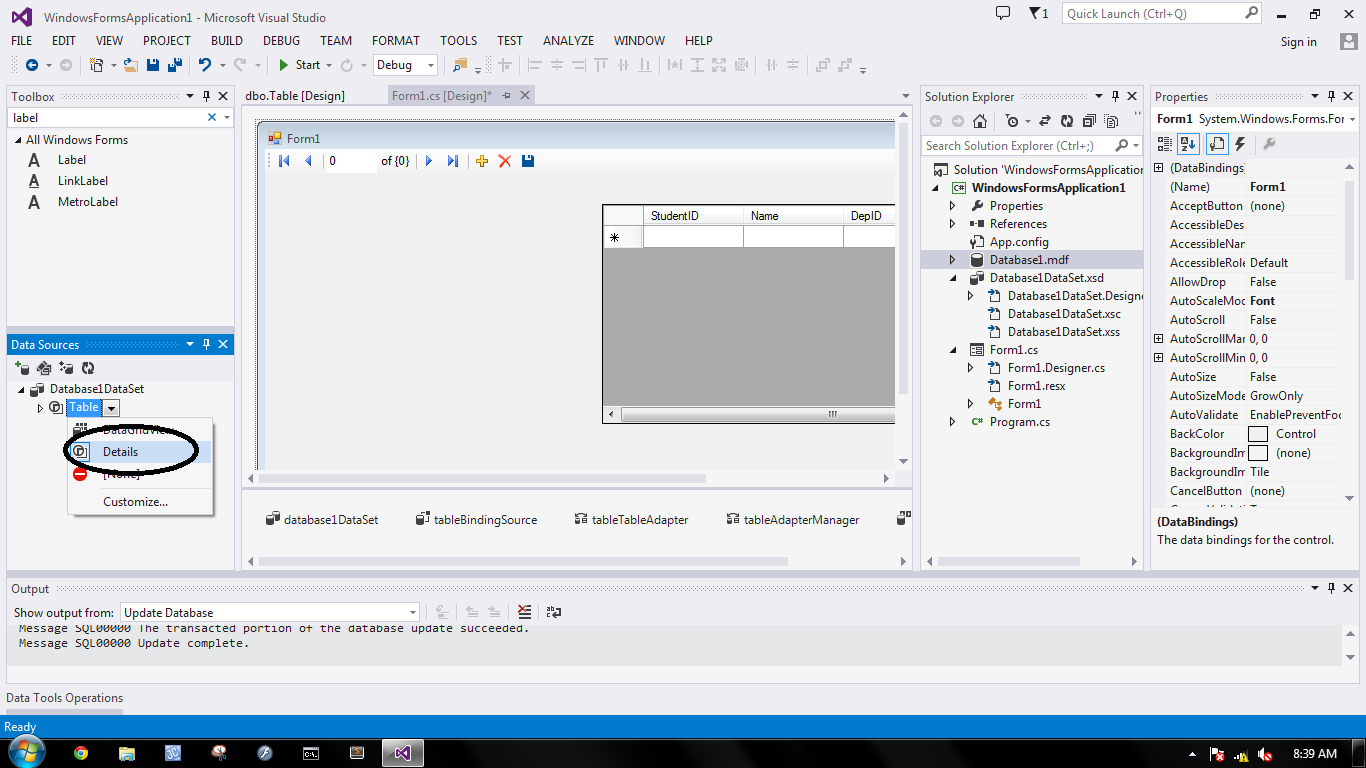 WindowsFormsApplication1 - Microsoft Visual Studio
1
Quick Launch (Ctrl+Q)
FILE EDIT VIEW PROJECT BUILD DEBUG TEAM FORMAT TOOLS TEST ANALYZE WINDOW HELP
Sign in
Start
Debug
Toolbox
label
All Windows Forms
A Label
A LinkLabel
A MetroLabel
Data Sources
Database1DataSet
Table
Details
[None]
Customize...
dbo.Table [Design]
Form1.cs [Design]*
Form1
0 of {0}
StudentID Name DepID
database1DataSet
tableBindingSource
tableTableAdapter
tableAdapterManager
Solution Explorer
Search Solution Explorer (Ctrl+;)
Solution 'WindowsFormsApplication
C# WindowsFormsApplication1
Properties
References
App.config
Database1.mdf
Database1DataSet.xsd
Database1DataSet.Designe
Database1DataSet.xsc
Database1DataSet.xss
Form1.cs
Form1.Designer.cs
Form1.resx
Form1
C# Program.cs
Properties
Form1 System.Windows.Forms.For
(DataBindings)
(Name) Form1
AcceptButton (none)
AccessibleDes
AccessibleNar
AccessibleRole Default
AllowDrop False
AutoScaleMod Font
AutoScroll False
AutoScrollMar 0, 0
AutoScrollMin 0, 0
AutoSize False
AutoSizeMode GrowOnly
AutoValidate EnablePreventFoc
BackColor Control
BackgroundIm (none)
BackgroundIm Tile
CancelButton (none)
(DataBindings)
The data bindings for the control.
Output
Show output from: Update Database
Message SQL00000 The transacted portion of the database update succeeded.
Message SQL00000 Update complete.
Data Tools Operations
Ready
8:39 AM